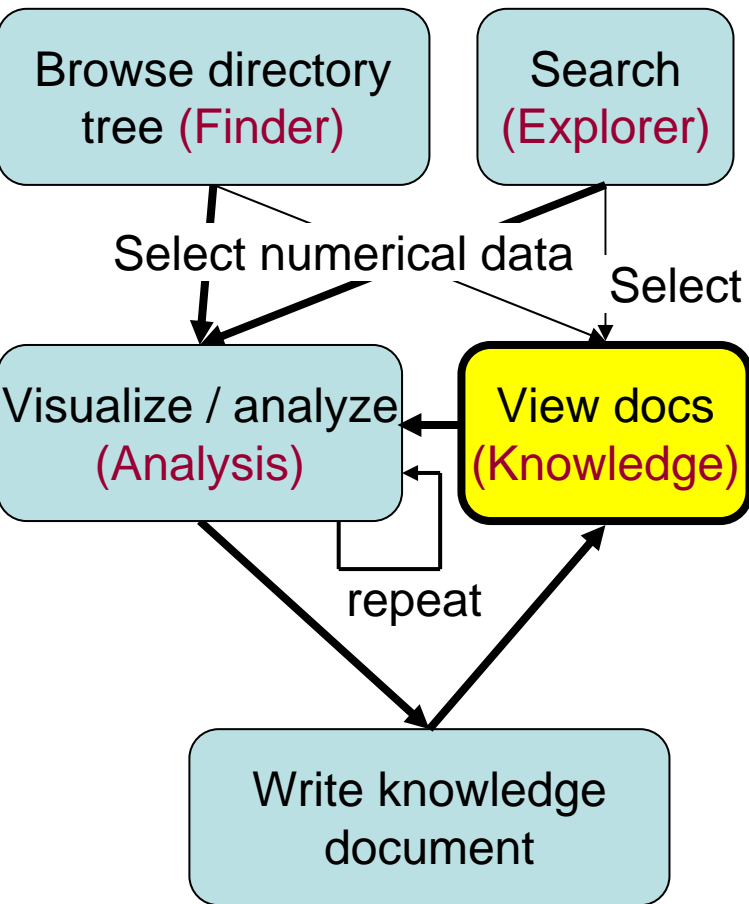 Browse directory
tree (Finder)
Search
(Explorer)
Select numerical data
Select
Visualize / analyze
(Analysis)
View docs
(Knowledge)
repeat
Write knowledge
document